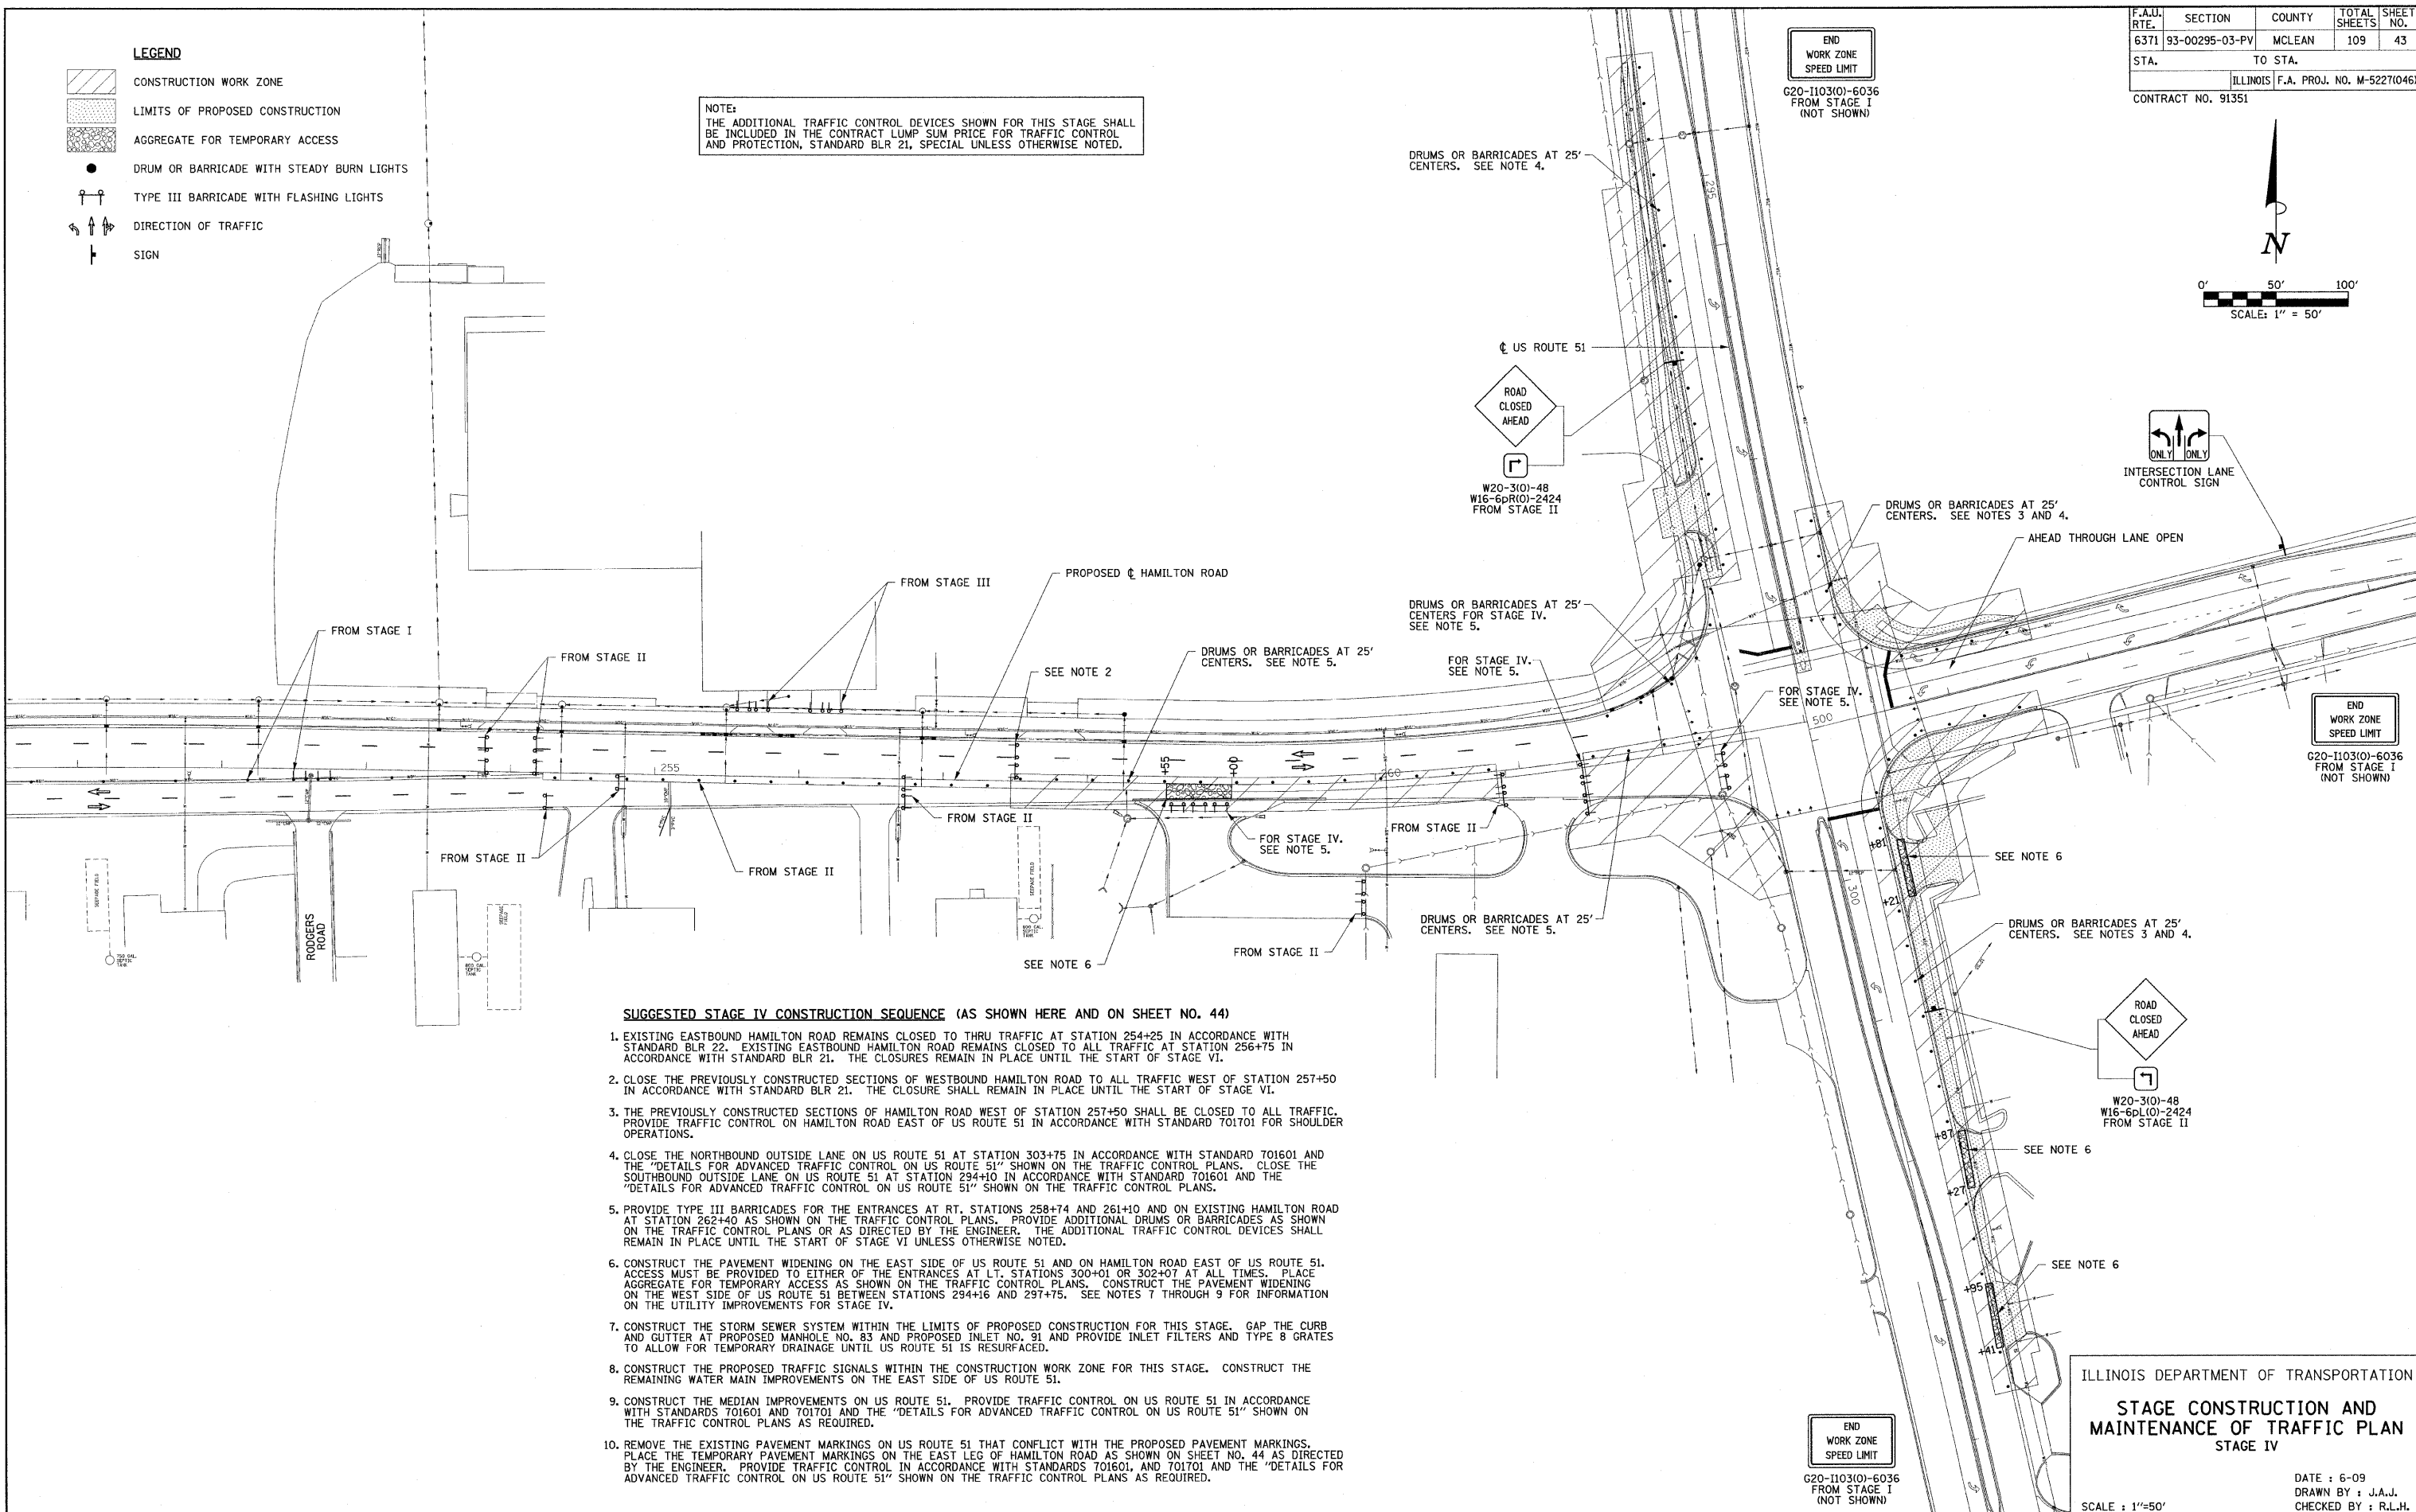 F.A.U. RTE. SECTION COUNTY TOTAL SHEETS SHEET NO.
6371 93-00295-03-PV MCLEAN 109 43
STA. TO STA.
ILLINOIS F.A. PROJ. NO. M-5227(046)
CONTRACT NO. 91351
LEGEND
CONSTRUCTION WORK ZONE
LIMITS OF PROPOSED CONSTRUCTION
AGGREGATE FOR TEMPORARY ACCESS
DRUM OR BARRICADE WITH STEADY BURN LIGHTS
TYPE III BARRICADE WITH FLASHING LIGHTS
DIRECTION OF TRAFFIC
SIGN
NOTE:
THE ADDITIONAL TRAFFIC CONTROL DEVICES SHOWN FOR THIS STAGE SHALL
BE INCLUDED IN THE CONTRACT LUMP SUM PRICE FOR TRAFFIC CONTROL
AND PROTECTION, STANDARD BLR 21, SPECIAL UNLESS OTHERWISE NOTED.
END
WORK ZONE
SPEED LIMIT
G20-I103(O)-6036
FROM STAGE I
(NOT SHOWN)
DRUMS OR BARRICADES AT 25'
CENTERS. SEE NOTE 4.
295
N
0' 50' 100'
SCALE: 1" = 50'
℄ US ROUTE 51
ROAD
CLOSED
AHEAD
W20-3(O)-48
W16-6pR(O)-2424
FROM STAGE II
ONLY ONLY
INTERSECTION LANE
CONTROL SIGN
DRUMS OR BARRICADES AT 25'
CENTERS. SEE NOTES 3 AND 4.
AHEAD THROUGH LANE OPEN
FROM STAGE III
PROPOSED ℄ HAMILTON ROAD
DRUMS OR BARRICADES AT 25'
CENTERS FOR STAGE IV.
SEE NOTE 5.
FROM STAGE I
FROM STAGE II
SEE NOTE 2
DRUMS OR BARRICADES AT 25'
CENTERS. SEE NOTE 5.
FOR STAGE IV.
SEE NOTE 5.
FOR STAGE IV.
SEE NOTE 5.
500
END
WORK ZONE
SPEED LIMIT
G20-I103(O)-6036
FROM STAGE I
(NOT SHOWN)
255
+55
+00
260
FROM STAGE II
FROM STAGE II
FROM STAGE II
FROM STAGE II
FOR STAGE IV.
SEE NOTE 5.
FROM STAGE II
+81
SEE NOTE 6
300
+21
SEEPAGE FIELD
750 GAL.
SEPTIC
TANK
RODGERS
ROAD
800 GAL.
SEPTIC
TANK
SEEPAGE
FIELD
SEEPAGE FIELD
800 GAL.
SEPTIC
TANK
SEE NOTE 6
FROM STAGE II
DRUMS OR BARRICADES AT 25'
CENTERS. SEE NOTE 5.
DRUMS OR BARRICADES AT 25'
CENTERS. SEE NOTES 3 AND 4.
ROAD
CLOSED
AHEAD
W20-3(O)-48
W16-6pL(O)-2424
FROM STAGE II
+87
SEE NOTE 6
+27
SEE NOTE 6
+95
+41
SUGGESTED STAGE IV CONSTRUCTION SEQUENCE (AS SHOWN HERE AND ON SHEET NO. 44)
1. EXISTING EASTBOUND HAMILTON ROAD REMAINS CLOSED TO THRU TRAFFIC AT STATION 254+25 IN ACCORDANCE WITH
STANDARD BLR 22. EXISTING EASTBOUND HAMILTON ROAD REMAINS CLOSED TO ALL TRAFFIC AT STATION 256+75 IN
ACCORDANCE WITH STANDARD BLR 21. THE CLOSURES REMAIN IN PLACE UNTIL THE START OF STAGE VI.
2. CLOSE THE PREVIOUSLY CONSTRUCTED SECTIONS OF WESTBOUND HAMILTON ROAD TO ALL TRAFFIC WEST OF STATION 257+50
IN ACCORDANCE WITH STANDARD BLR 21. THE CLOSURE SHALL REMAIN IN PLACE UNTIL THE START OF STAGE VI.
3. THE PREVIOUSLY CONSTRUCTED SECTIONS OF HAMILTON ROAD WEST OF STATION 257+50 SHALL BE CLOSED TO ALL TRAFFIC.
PROVIDE TRAFFIC CONTROL ON HAMILTON ROAD EAST OF US ROUTE 51 IN ACCORDANCE WITH STANDARD 701701 FOR SHOULDER
OPERATIONS.
4. CLOSE THE NORTHBOUND OUTSIDE LANE ON US ROUTE 51 AT STATION 303+75 IN ACCORDANCE WITH STANDARD 701601 AND
THE "DETAILS FOR ADVANCED TRAFFIC CONTROL ON US ROUTE 51" SHOWN ON THE TRAFFIC CONTROL PLANS. CLOSE THE
SOUTHBOUND OUTSIDE LANE ON US ROUTE 51 AT STATION 294+10 IN ACCORDANCE WITH STANDARD 701601 AND THE
"DETAILS FOR ADVANCED TRAFFIC CONTROL ON US ROUTE 51" SHOWN ON THE TRAFFIC CONTROL PLANS.
5. PROVIDE TYPE III BARRICADES FOR THE ENTRANCES AT RT. STATIONS 258+74 AND 261+10 AND ON EXISTING HAMILTON ROAD
AT STATION 262+40 AS SHOWN ON THE TRAFFIC CONTROL PLANS. PROVIDE ADDITIONAL DRUMS OR BARRICADES AS SHOWN
ON THE TRAFFIC CONTROL PLANS OR AS DIRECTED BY THE ENGINEER. THE ADDITIONAL TRAFFIC CONTROL DEVICES SHALL
REMAIN IN PLACE UNTIL THE START OF STAGE VI UNLESS OTHERWISE NOTED.
6. CONSTRUCT THE PAVEMENT WIDENING ON THE EAST SIDE OF US ROUTE 51 AND ON HAMILTON ROAD EAST OF US ROUTE 51.
ACCESS MUST BE PROVIDED TO EITHER OF THE ENTRANCES AT LT. STATIONS 300+01 OR 302+07 AT ALL TIMES. PLACE
AGGREGATE FOR TEMPORARY ACCESS AS SHOWN ON THE TRAFFIC CONTROL PLANS. CONSTRUCT THE PAVEMENT WIDENING
ON THE WEST SIDE OF US ROUTE 51 BETWEEN STATIONS 294+16 AND 297+75. SEE NOTES 7 THROUGH 9 FOR INFORMATION
ON THE UTILITY IMPROVEMENTS FOR STAGE IV.
7. CONSTRUCT THE STORM SEWER SYSTEM WITHIN THE LIMITS OF PROPOSED CONSTRUCTION FOR THIS STAGE. GAP THE CURB
AND GUTTER AT PROPOSED MANHOLE NO. 83 AND PROPOSED INLET NO. 91 AND PROVIDE INLET FILTERS AND TYPE 8 GRATES
TO ALLOW FOR TEMPORARY DRAINAGE UNTIL US ROUTE 51 IS RESURFACED.
8. CONSTRUCT THE PROPOSED TRAFFIC SIGNALS WITHIN THE CONSTRUCTION WORK ZONE FOR THIS STAGE. CONSTRUCT THE
REMAINING WATER MAIN IMPROVEMENTS ON THE EAST SIDE OF US ROUTE 51.
9. CONSTRUCT THE MEDIAN IMPROVEMENTS ON US ROUTE 51. PROVIDE TRAFFIC CONTROL ON US ROUTE 51 IN ACCORDANCE
WITH STANDARDS 701601 AND 701701 AND THE "DETAILS FOR ADVANCED TRAFFIC CONTROL ON US ROUTE 51" SHOWN ON
THE TRAFFIC CONTROL PLANS AS REQUIRED.
10. REMOVE THE EXISTING PAVEMENT MARKINGS ON US ROUTE 51 THAT CONFLICT WITH THE PROPOSED PAVEMENT MARKINGS.
PLACE THE TEMPORARY PAVEMENT MARKINGS ON THE EAST LEG OF HAMILTON ROAD AS SHOWN ON SHEET NO. 44 AS DIRECTED
BY THE ENGINEER. PROVIDE TRAFFIC CONTROL IN ACCORDANCE WITH STANDARDS 701601, AND 701701 AND THE "DETAILS FOR
ADVANCED TRAFFIC CONTROL ON US ROUTE 51" SHOWN ON THE TRAFFIC CONTROL PLANS AS REQUIRED.
END
WORK ZONE
SPEED LIMIT
G20-I103(O)-6036
FROM STAGE I
(NOT SHOWN)
ILLINOIS DEPARTMENT OF TRANSPORTATION
STAGE CONSTRUCTION AND
MAINTENANCE OF TRAFFIC PLAN
STAGE IV
DATE : 6-09
DRAWN BY : J.A.J.
SCALE : 1"=50' CHECKED BY : R.L.H.